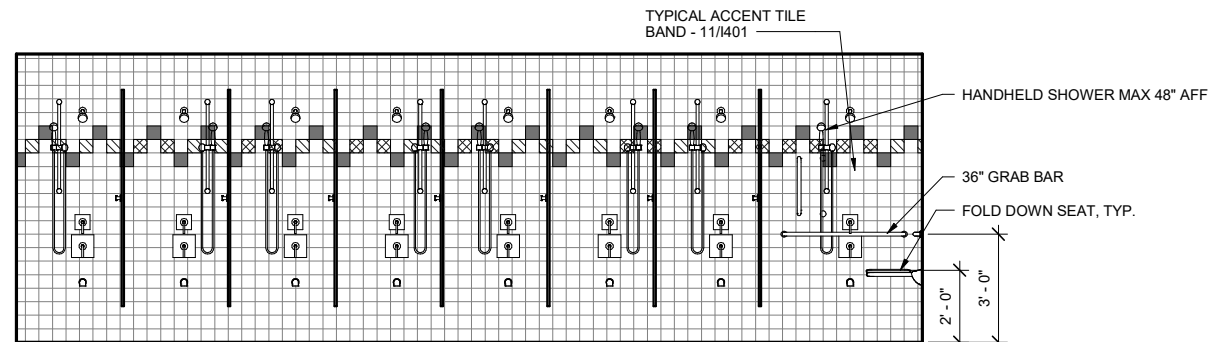 TYPICAL ACCENT TILE
BAND - 11/I401
HANDHELD SHOWER MAX 48" AFF
36" GRAB BAR
FOLD DOWN SEAT, TYP.
2' - 0"
3' - 0"